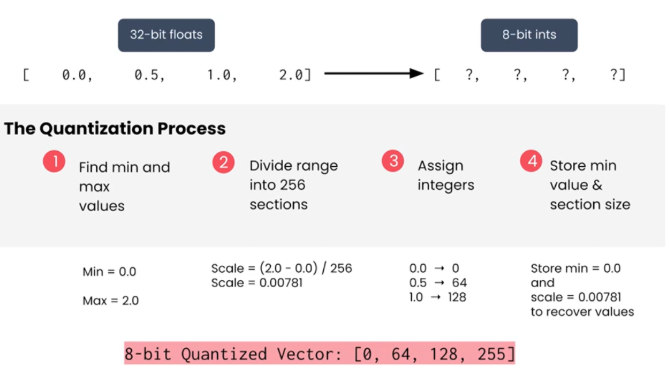 32-bit floats
8-bit ints
[ 0.0, 0.5, 1.0, 2.0] [ ?, ?, ?, ?]
The Quantization Process
1 Find min and
max
values
2 Divide range
into 256
sections
3 Assign
integers
4 Store min
value &
section size
Min = 0.0
Max = 2.0
Scale = (2.0 - 0.0) / 256
Scale = 0.00781
0.0 → 0
0.5 → 64
1.0 → 128
Store min = 0.0
and
scale = 0.00781
to recover values
8-bit Quantized Vector: [0, 64, 128, 255]